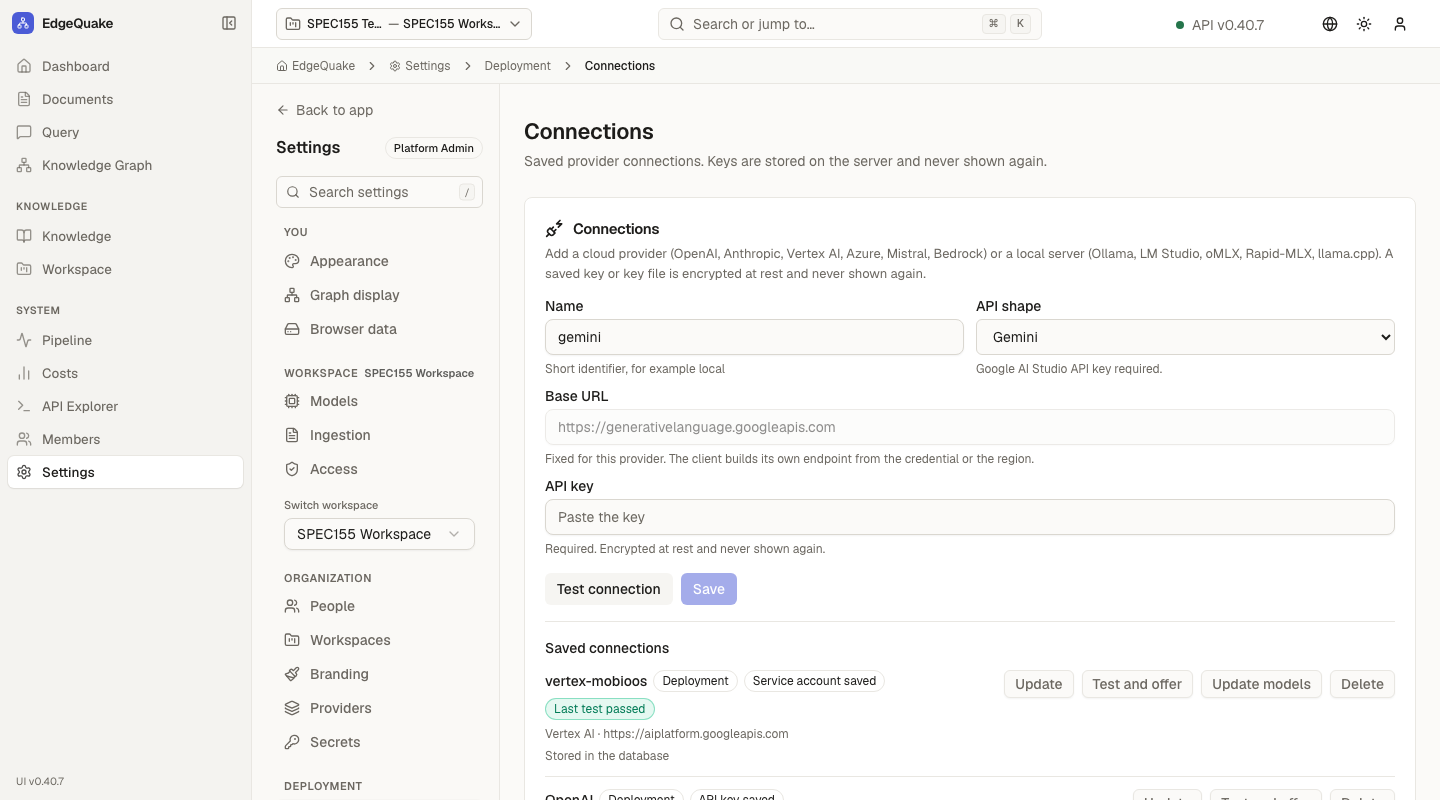 EdgeQuake
Dashboard
Documents
Query
Knowledge Graph
KNOWLEDGE
Knowledge
Workspace
SYSTEM
Pipeline
Costs
API Explorer
Members
Settings
UI v0.40.7
SPEC155 Te... — SPEC155 Works...
Search or jump to...
⌘ K
API v0.40.7
EdgeQuake > Settings > Deployment > Connections
Back to app
Settings
Platform Admin
Search settings /
YOU
Appearance
Graph display
Browser data
WORKSPACE SPEC155 Workspace
Models
Ingestion
Access
Switch workspace
SPEC155 Workspace
ORGANIZATION
People
Workspaces
Branding
Providers
Secrets
DEPLOYMENT
Connections
Saved provider connections. Keys are stored on the server and never shown again.
Connections
Add a cloud provider (OpenAI, Anthropic, Vertex AI, Azure, Mistral, Bedrock) or a local server (Ollama, LM Studio, oMLX, Rapid-MLX, llama.cpp). A
saved key or key file is encrypted at rest and never shown again.
Name
gemini
Short identifier, for example local
API shape
Gemini
Google AI Studio API key required.
Base URL
https://generativelanguage.googleapis.com
Fixed for this provider. The client builds its own endpoint from the credential or the region.
API key
Paste the key
Required. Encrypted at rest and never shown again.
Test connection
Save
Saved connections
vertex-mobioos Deployment Service account saved
Last test passed
Update
Test and offer
Update models
Delete
Vertex AI · https://aiplatform.googleapis.com
Stored in the database
OpenAI Deployment API key saved